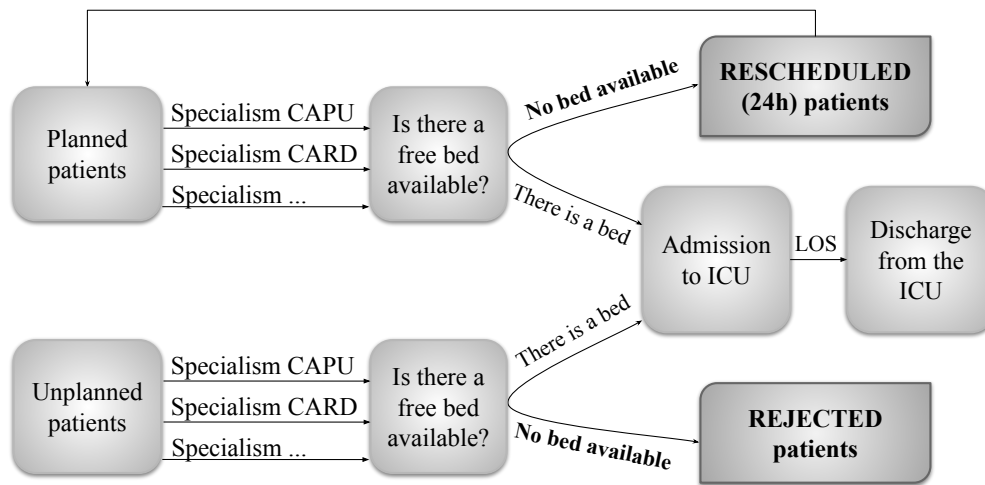 RESCHEDULED
(24h) patients
No bed available
Planned
patients
Specialism CAPU
Specialism CARD
Specialism ...
Is there a
free bed
available?
There is a bed
Admission
to ICU
LOS
Discharge
from the
ICU
Unplanned
patients
Specialism CAPU
Specialism CARD
Specialism ...
Is there a
free bed
available?
There is a bed
No bed available
REJECTED
patients